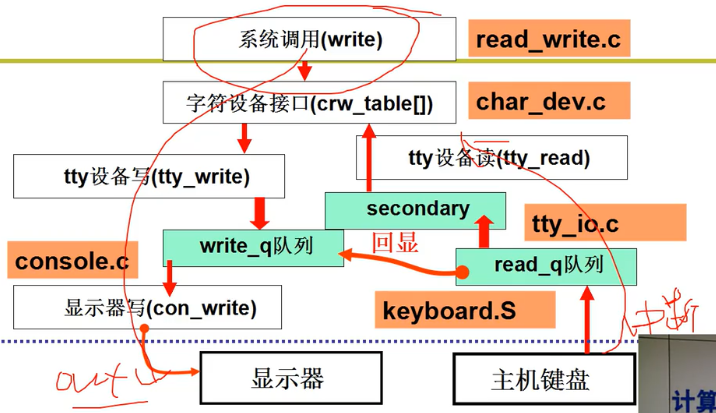 系统调用(write)
read_write.c
字符设备接口(crw_table[])
char_dev.c
tty设备写(tty_write)
tty设备读(tty_read)
secondary
tty_io.c
write_q队列
回显
read_q队列
console.c
显示器写(con_write)
keyboard.S
中断
out
显示器
主机键盘
计算